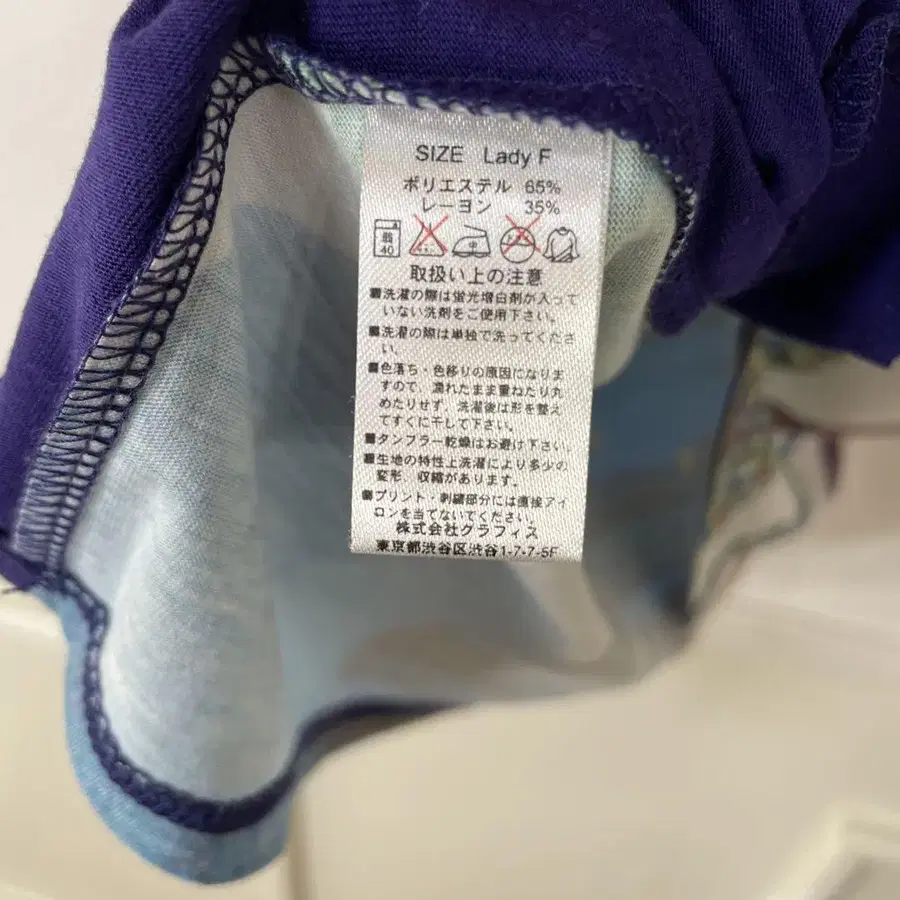 SIZE Lady F
ポリエステル 65%
レーヨン 35%
弱
40
中
取扱い上の注意
■洗濯の際は蛍光増白剤が入って
いない洗剤をご使用下さい。
■洗濯の際は単独で洗ってくださ
い。
■色落ち・色移りの原因になりま
すので、濡れたまま重ねたり丸
めたりせず、洗濯後は形を整え
てすぐに干して下さい。
■タンブラー乾燥はお避け下さい。
■生地の特性上洗濯により多少の
変形、収縮があります。
■プリント・刺繍部分には直接アイ
ロンを当てないでください。
株式会社グラフィス
東京都渋谷区渋谷1-7-7-5F